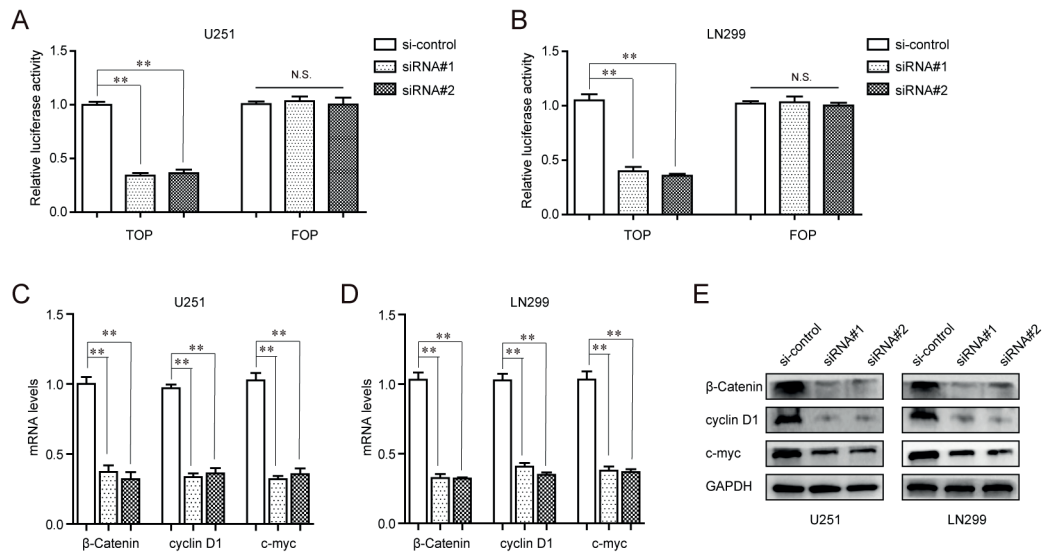 A
U251
Relative luciferase activity
1.5
1.0
0.5
0.0
**
**
N.S.
TOP
FOP
si-control
siRNA#1
siRNA#2
B
LN299
Relative luciferase activity
1.5
1.0
0.5
0.0
**
**
N.S.
TOP
FOP
si-control
siRNA#1
siRNA#2
C
U251
mRNA levels
1.5
1.0
0.5
0.0
**
**
**
**
**
**
β-Catenin
cyclin D1
c-myc
D
LN299
mRNA levels
1.5
1.0
0.5
0.0
**
**
**
**
**
**
β-Catenin
cyclin D1
c-myc
E
si-control
siRNA#1
siRNA#2
si-control
siRNA#1
siRNA#2
β-Catenin
cyclin D1
c-myc
GAPDH
U251
LN299